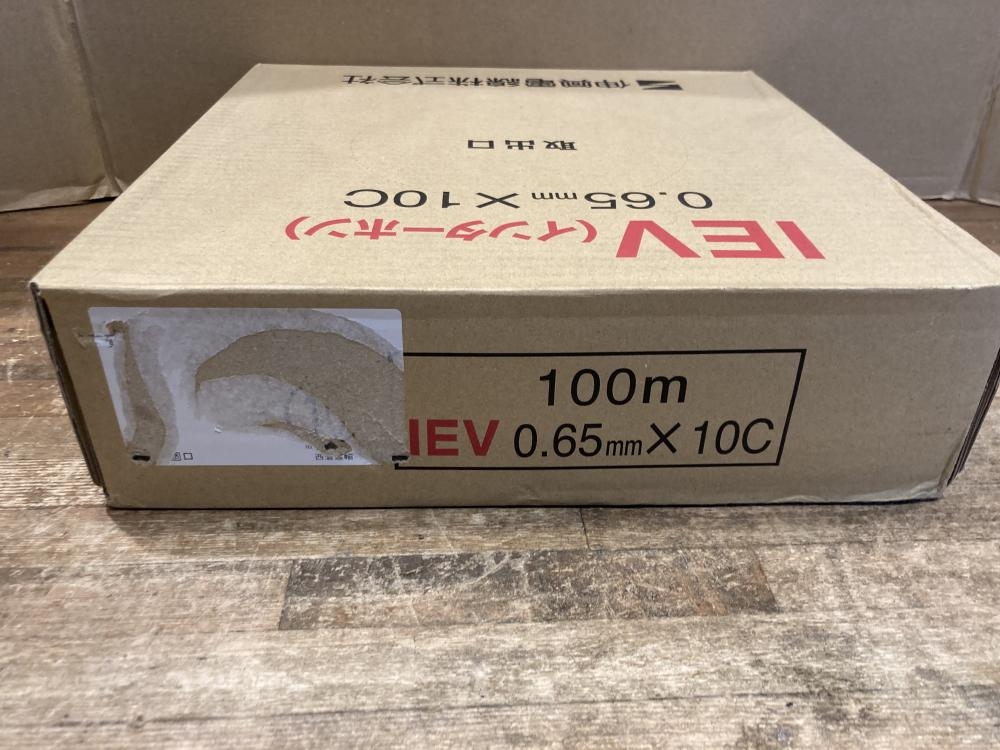 IEV(インターホン)
0.65mm×10C
取出口
伸興電線株式会社
100m
IEV 0.65mm×10C